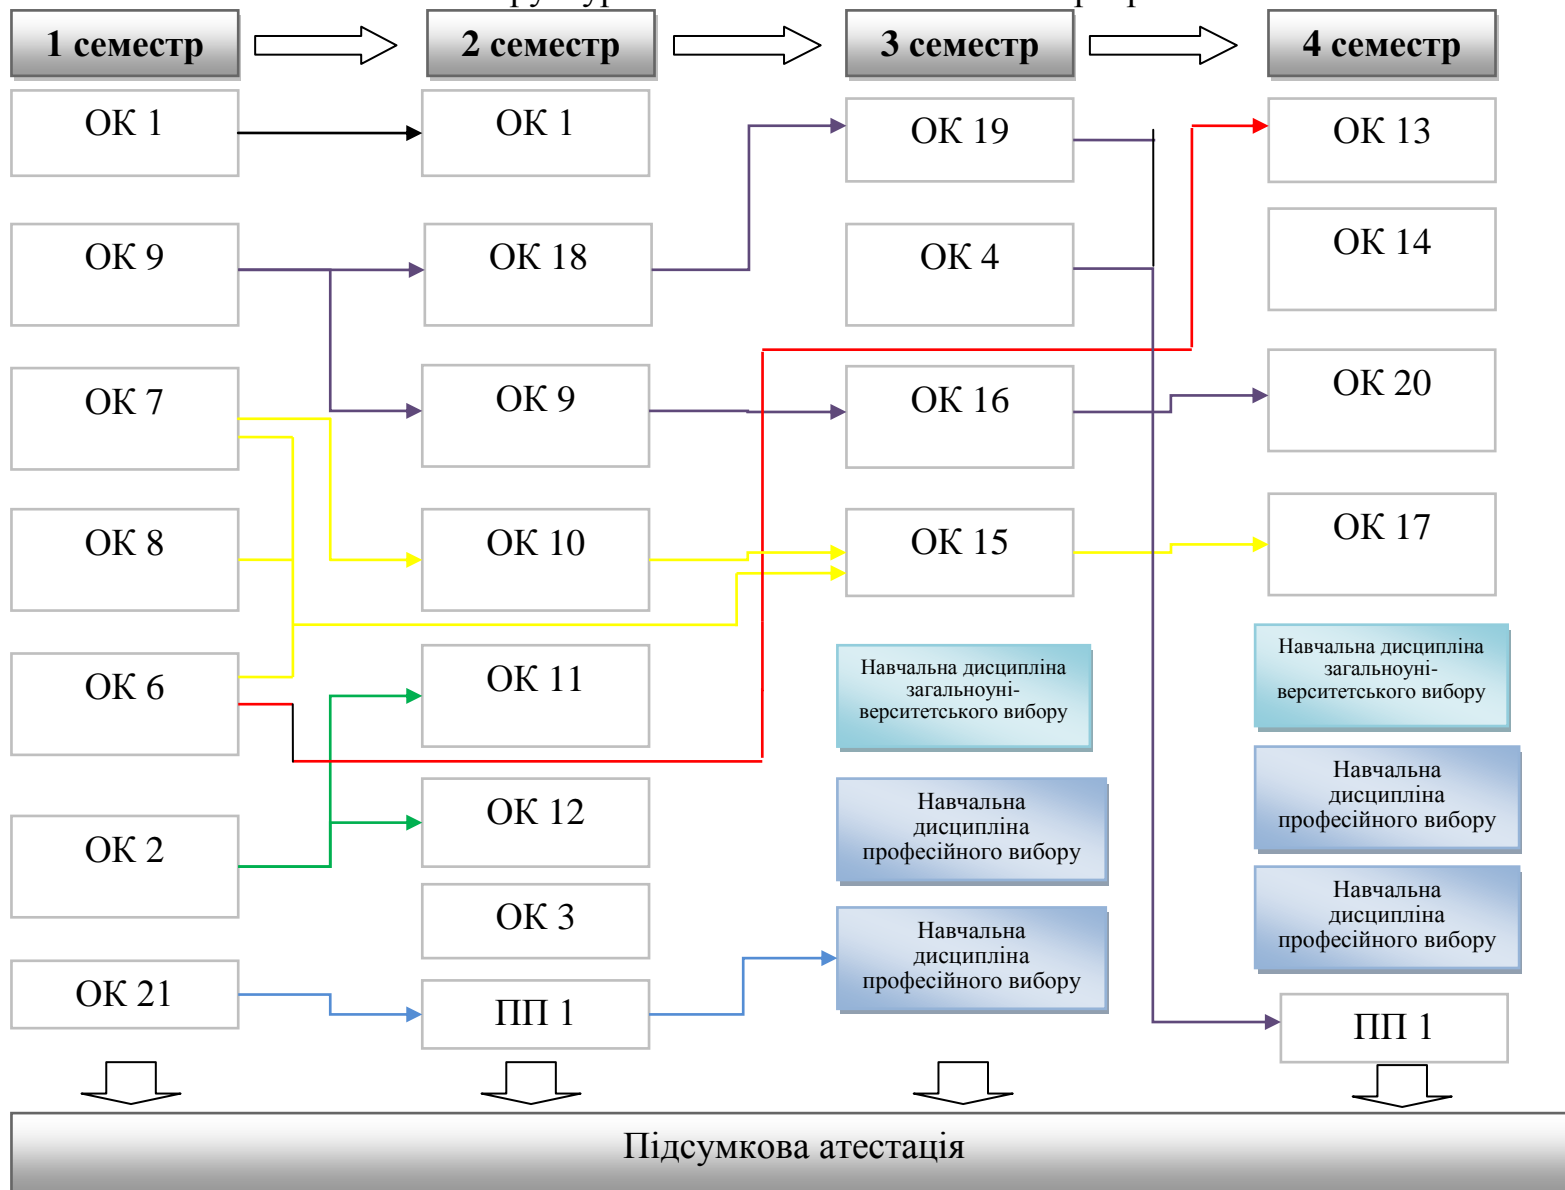 1 семестр
2 семестр
3 семестр
4 семестр
ОК 1
ОК 9
ОК 7
ОК 8
ОК 6
ОК 2
ОК 21
ОК 1
ОК 18
ОК 9
ОК 10
ОК 11
ОК 12
ОК 3
ПП 1
ОК 19
ОК 4
ОК 16
ОК 15
Навчальна дисципліна
загальноуні-
верситетського вибору
Навчальна
дисципліна
професійного вибору
Навчальна
дисципліна
професійного вибору
ОК 13
ОК 14
ОК 20
ОК 17
Навчальна дисципліна
загальноуні-
верситетського вибору
Навчальна
дисципліна
професійного вибору
Навчальна
дисципліна
професійного вибору
ПП 1
Підсумкова атестація